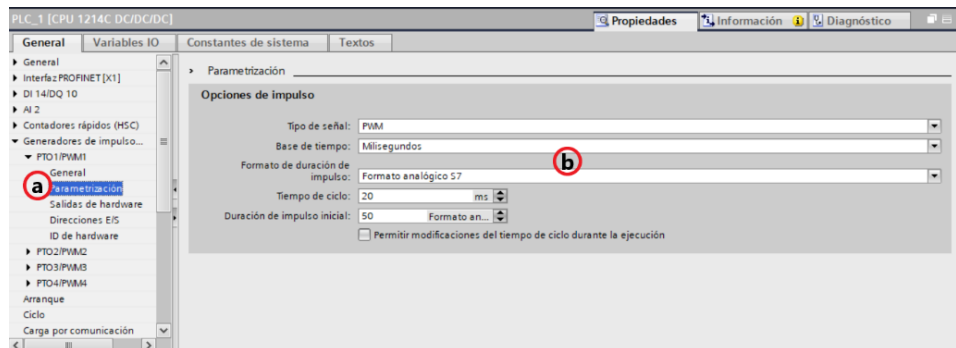 PLC_1 [CPU 1214C DC/DC/DC]
Propiedades Información Diagnóstico
General Variables IO Constantes de sistema Textos
General
Interfaz PROFINET [X1]
DI 14/DQ 10
AI 2
Contadores rápidos (HSC)
Generadores de impulso...
PTO1/PWM1
General
Parametrización
Salidas de hardware
Direcciones E/S
ID de hardware
PTO2/PWM2
PTO3/PWM3
PTO4/PWM4
Arranque
Ciclo
Carga por comunicación
a
Parametrización
Opciones de impulso
Tipo de señal: PWM
Base de tiempo: Milisegundos
b
Formato de duración de
impulso: Formato analógico S7
Tiempo de ciclo: 20 ms
Duración de impulso inicial: 50 Formato an...
Permitir modificaciones del tiempo de ciclo durante la ejecución